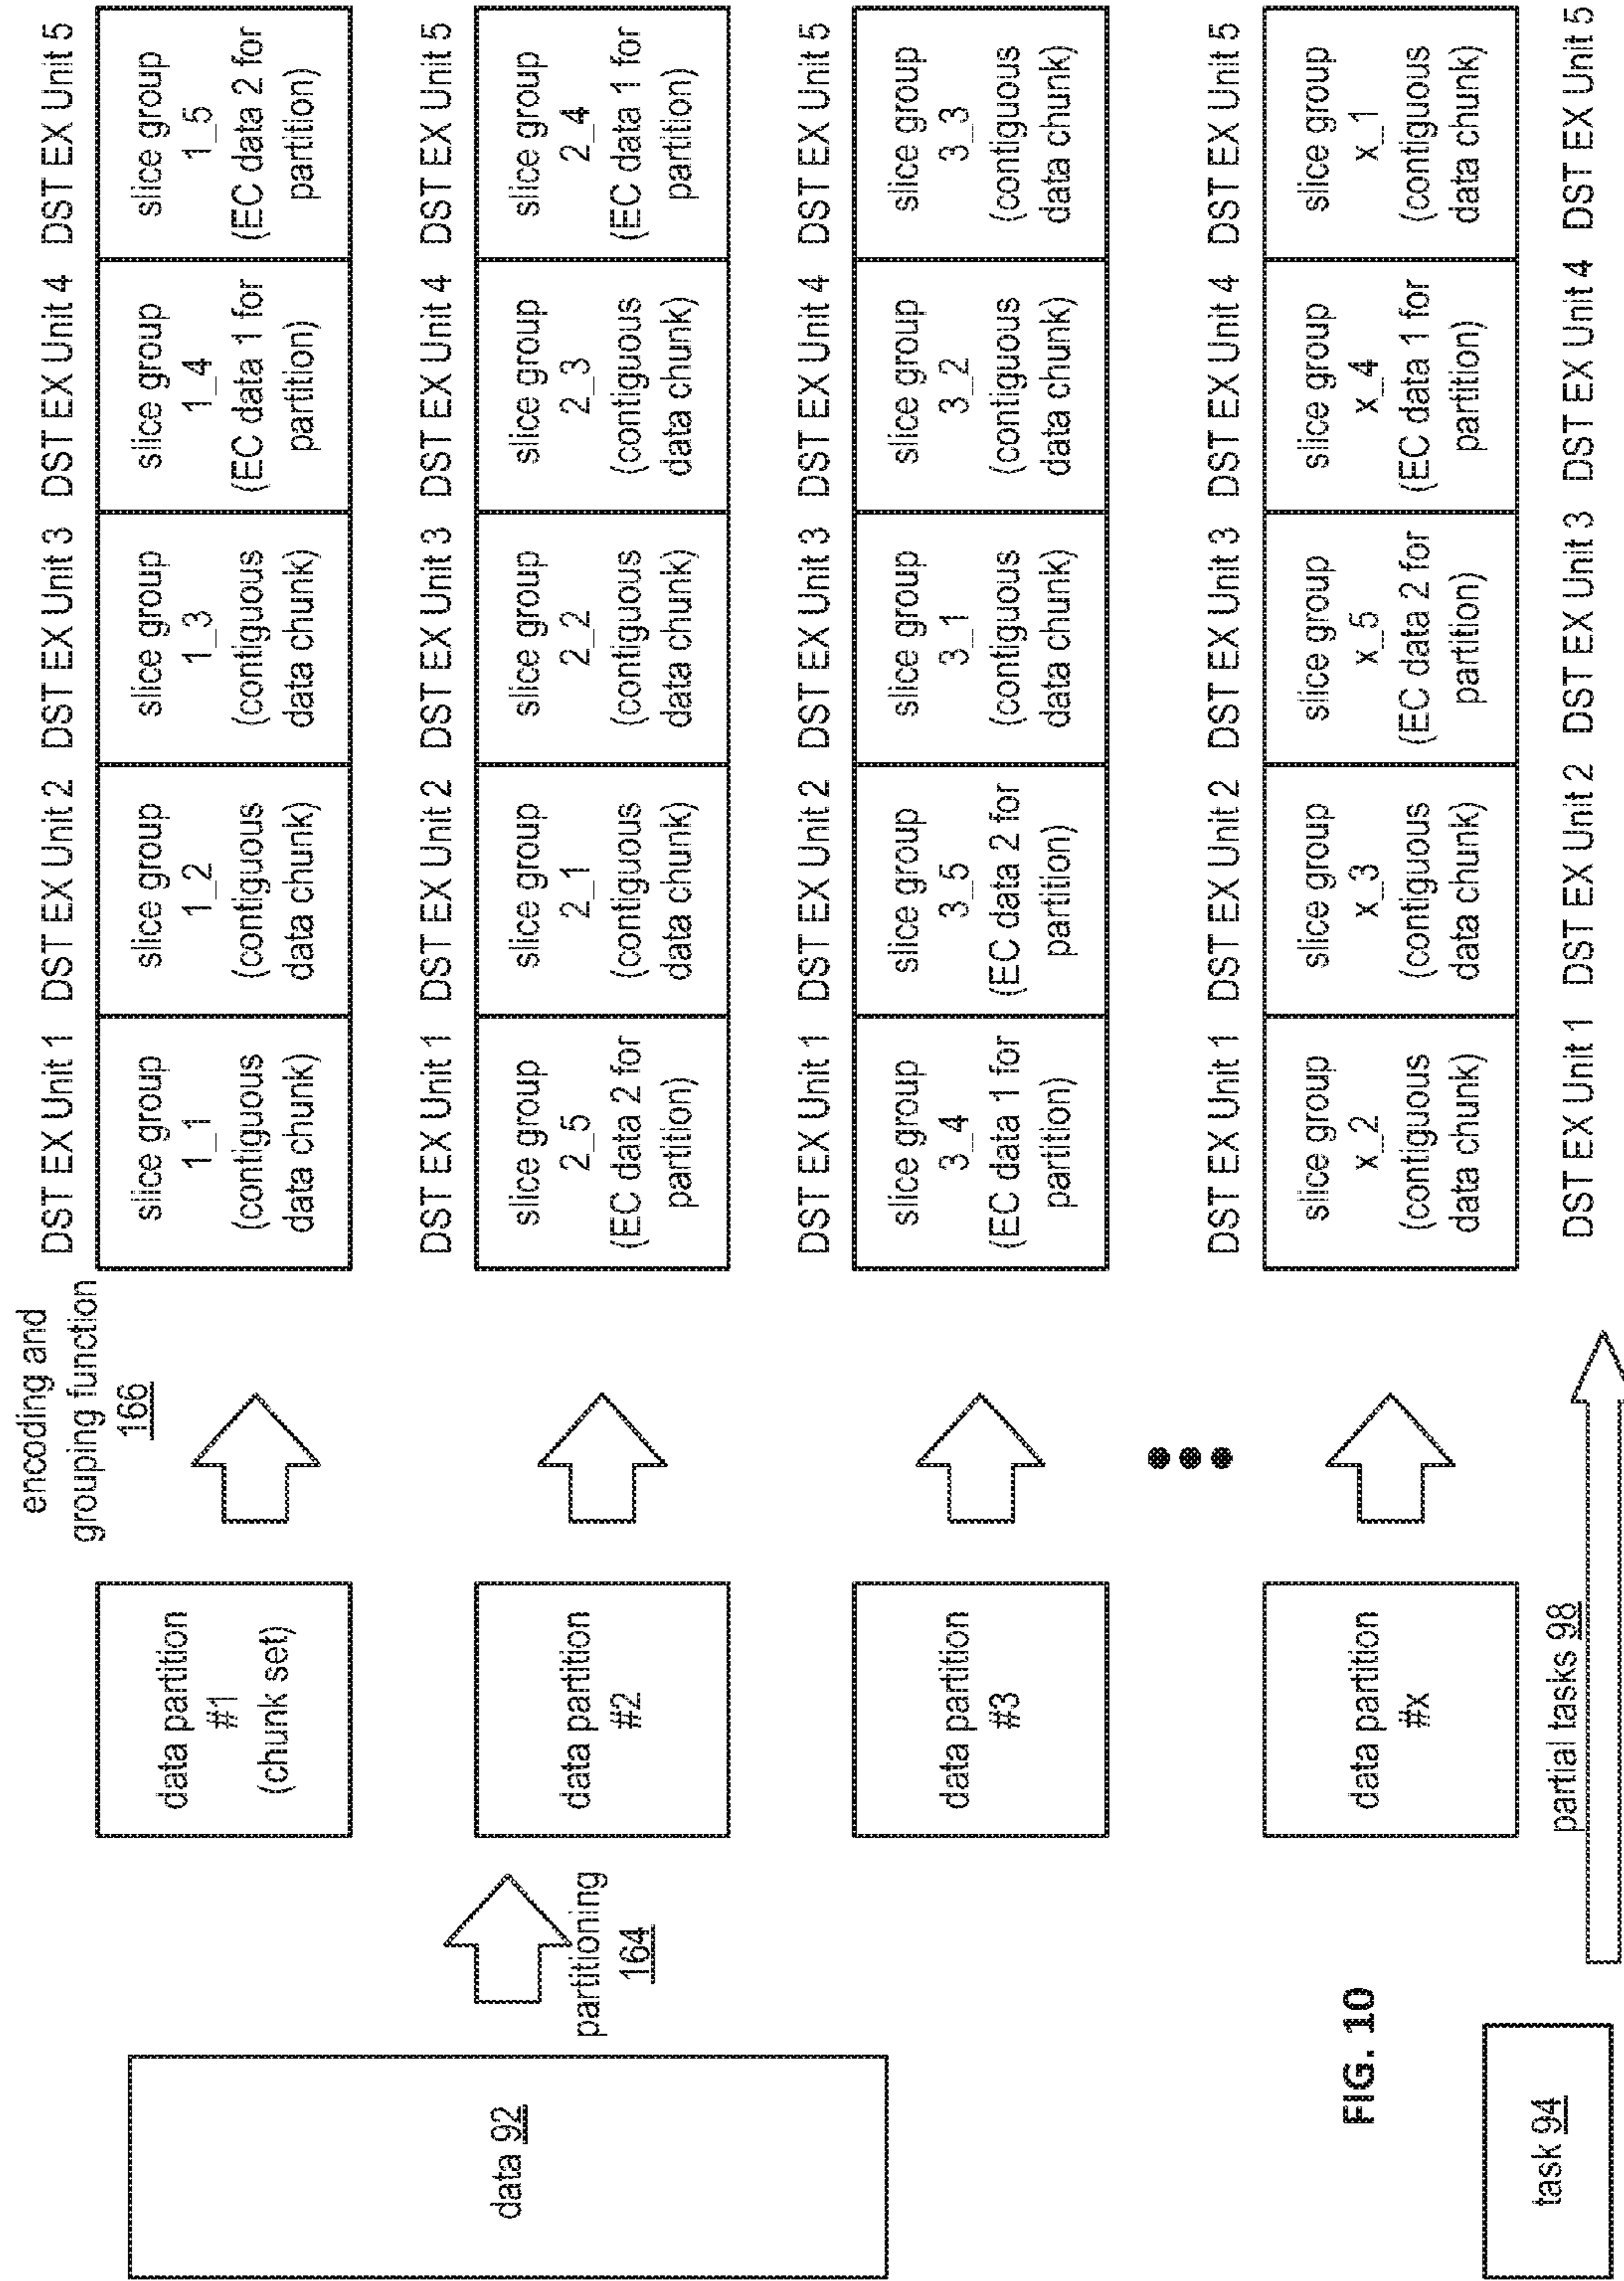 encoding and
grouping function
166
data 92
partitioning
164
data partition
#1
(chunk set)
DST EX Unit 1 DST EX Unit 2 DST EX Unit 3 DST EX Unit 4 DST EX Unit 5
slice group
1_1
(contiguous
data chunk)
slice group
1_2
(contiguous
data chunk)
slice group
1_3
(contiguous
data chunk)
slice group
1_4
(EC data 1 for
partition)
slice group
1_5
(EC data 2 for
partition)
data partition
#2
DST EX Unit 1 DST EX Unit 2 DST EX Unit 3 DST EX Unit 4 DST EX Unit 5
slice group
2_5
(EC data 2 for
partition)
slice group
2_1
(contiguous
data chunk)
slice group
2_2
(contiguous
data chunk)
slice group
2_3
(contiguous
data chunk)
slice group
2_4
(EC data 1 for
partition)
data partition
#3
DST EX Unit 1 DST EX Unit 2 DST EX Unit 3 DST EX Unit 4 DST EX Unit 5
slice group
3_4
(EC data 1 for
partition)
slice group
3_5
(EC data 2 for
partition)
slice group
3_1
(contiguous
data chunk)
slice group
3_2
(contiguous
data chunk)
slice group
3_3
(contiguous
data chunk)
data partition
#x
DST EX Unit 1 DST EX Unit 2 DST EX Unit 3 DST EX Unit 4 DST EX Unit 5
slice group
x_2
(contiguous
data chunk)
slice group
x_3
(contiguous
data chunk)
slice group
x_5
(EC data 2 for
partition)
slice group
x_4
(EC data 1 for
partition)
slice group
x_1
(contiguous
data chunk)
FIG. 10
task 94
partial tasks 98
DST EX Unit 1 DST EX Unit 2 DST EX Unit 3 DST EX Unit 4 DST EX Unit 5